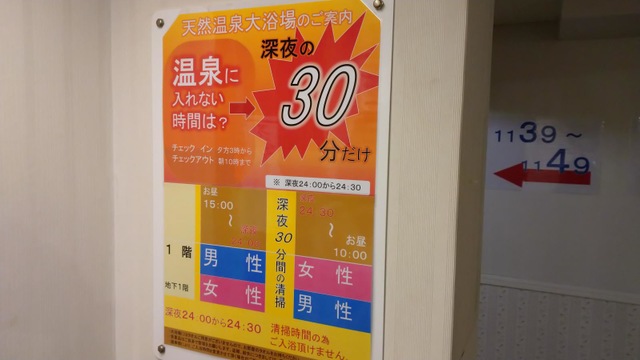 天然温泉大浴場のご案内
深夜の
30
分だけ
温泉に
入れない
時間は?
チェック イン 夕方3時から
チェックアウト 朝10時まで
※ 深夜24:00から24:30
お昼
15:00
~
深夜30分間の清掃
24:30
~
お昼
10:00
1階
男性
女性
地下1階
女性
男性
深夜24:00から24:30
清掃時間の為
ご入浴頂けません。
1139~
1149